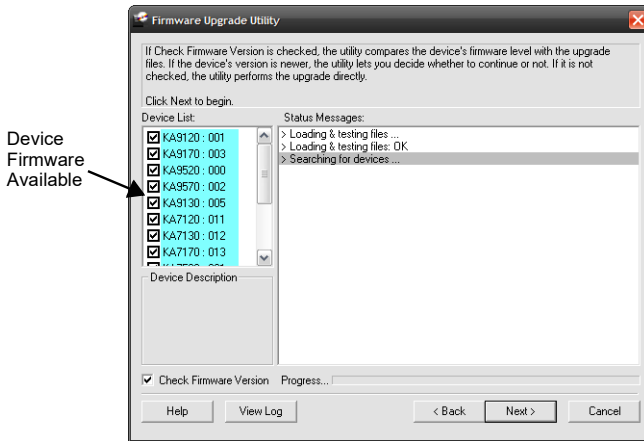 Firmware Upgrade Utility
If Check Firmware Version is checked, the utility compares the device's firmware level with the upgrade
files. If the device's version is newer, the utility lets you decide whether to continue or not. If it is not
checked, the utility performs the upgrade directly.
Click Next to begin.
Device List:
Status Messages:
Device
Firmware
Available
KA9120 : 001
KA9170 : 003
KA9520 : 000
KA9570 : 002
KA9130 : 005
KA7120 : 011
KA7130 : 012
KA7170 : 013
> Loading & testing files ...
> Loading & testing files: OK
> Searching for devices ...
Device Description
Check Firmware Version
Progress...
Help
View Log
< Back
Next >
Cancel